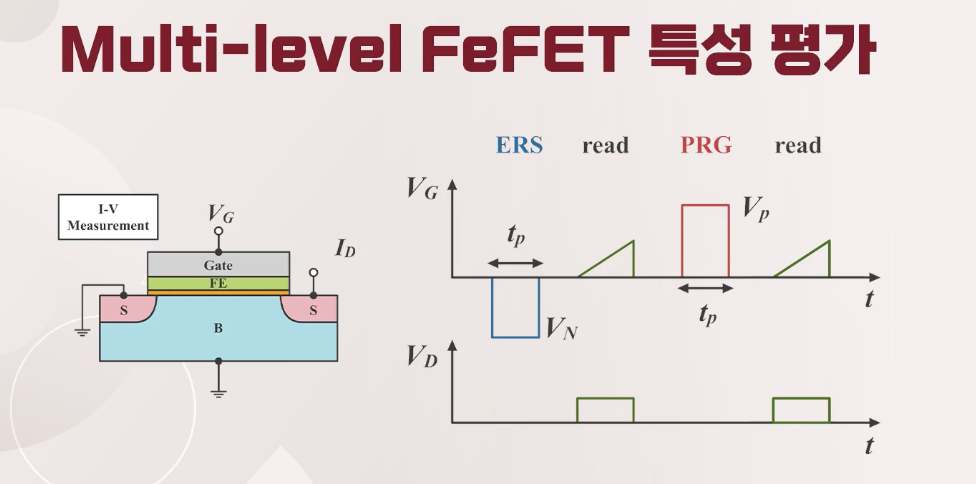 Multi-level FeFET 특성 평가
ERS read PRG read
I-V
Measurement
V_G
I_D
Gate
FE
S
S
B
V_G
t_p
V_N
V_p
t_p
t
V_D
t